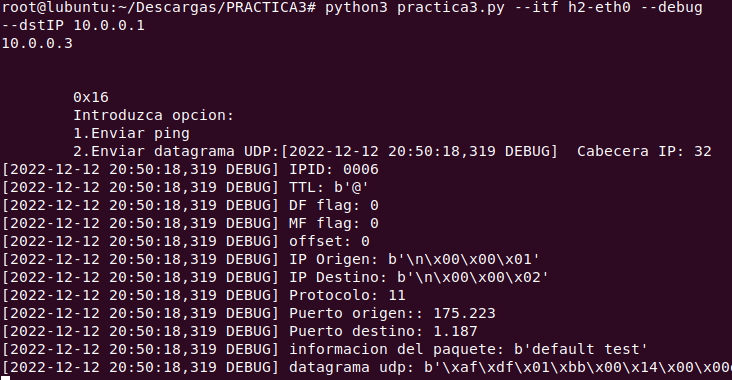 root@lubuntu:~/Descargas/PRACTICA3# python3 practica3.py --itf h2-eth0 --debug
--dstIP 10.0.0.1
10.0.0.3
0x16
Introduzca opcion:
1.Enviar ping
2.Enviar datagrama UDP:[2022-12-12 20:50:18,319 DEBUG]  Cabecera IP: 32
[2022-12-12 20:50:18,319 DEBUG] IPID: 0006
[2022-12-12 20:50:18,319 DEBUG] TTL: b'@'
[2022-12-12 20:50:18,319 DEBUG] DF flag: 0
[2022-12-12 20:50:18,319 DEBUG] MF flag: 0
[2022-12-12 20:50:18,319 DEBUG] offset: 0
[2022-12-12 20:50:18,319 DEBUG] IP Origen: b'\n\x00\x00\x01'
[2022-12-12 20:50:18,319 DEBUG] IP Destino: b'\n\x00\x00\x02'
[2022-12-12 20:50:18,319 DEBUG] Protocolo: 11
[2022-12-12 20:50:18,319 DEBUG] Puerto origen:: 175.223
[2022-12-12 20:50:18,319 DEBUG] Puerto destino: 1.187
[2022-12-12 20:50:18,319 DEBUG] informacion del paquete: b'default test'
[2022-12-12 20:50:18,319 DEBUG] datagrama udp: b'\xaf\xdf\x01\xbb\x00\x14\x00\x00